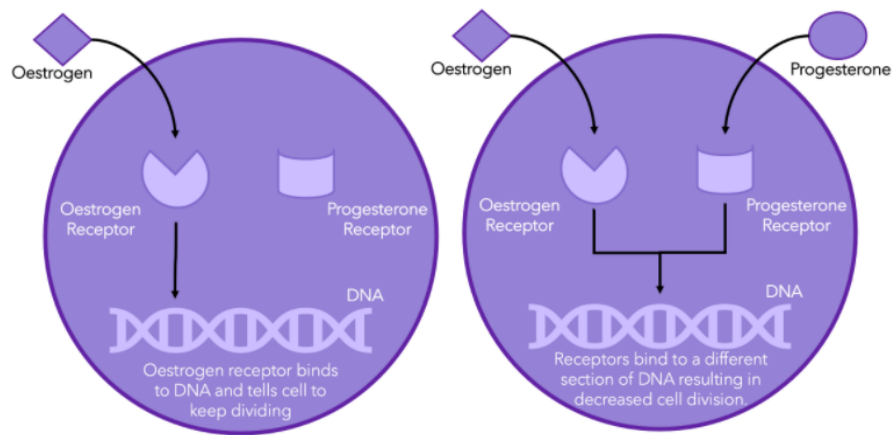 Oestrogen
Oestrogen
Receptor
Progesterone
Receptor
DNA
Oestrogen receptor binds
to DNA and tells cell to
keep dividing
Oestrogen
Progesterone
Oestrogen
Receptor
Progesterone
Receptor
DNA
Receptors bind to a different
section of DNA resulting in
decreased cell division.